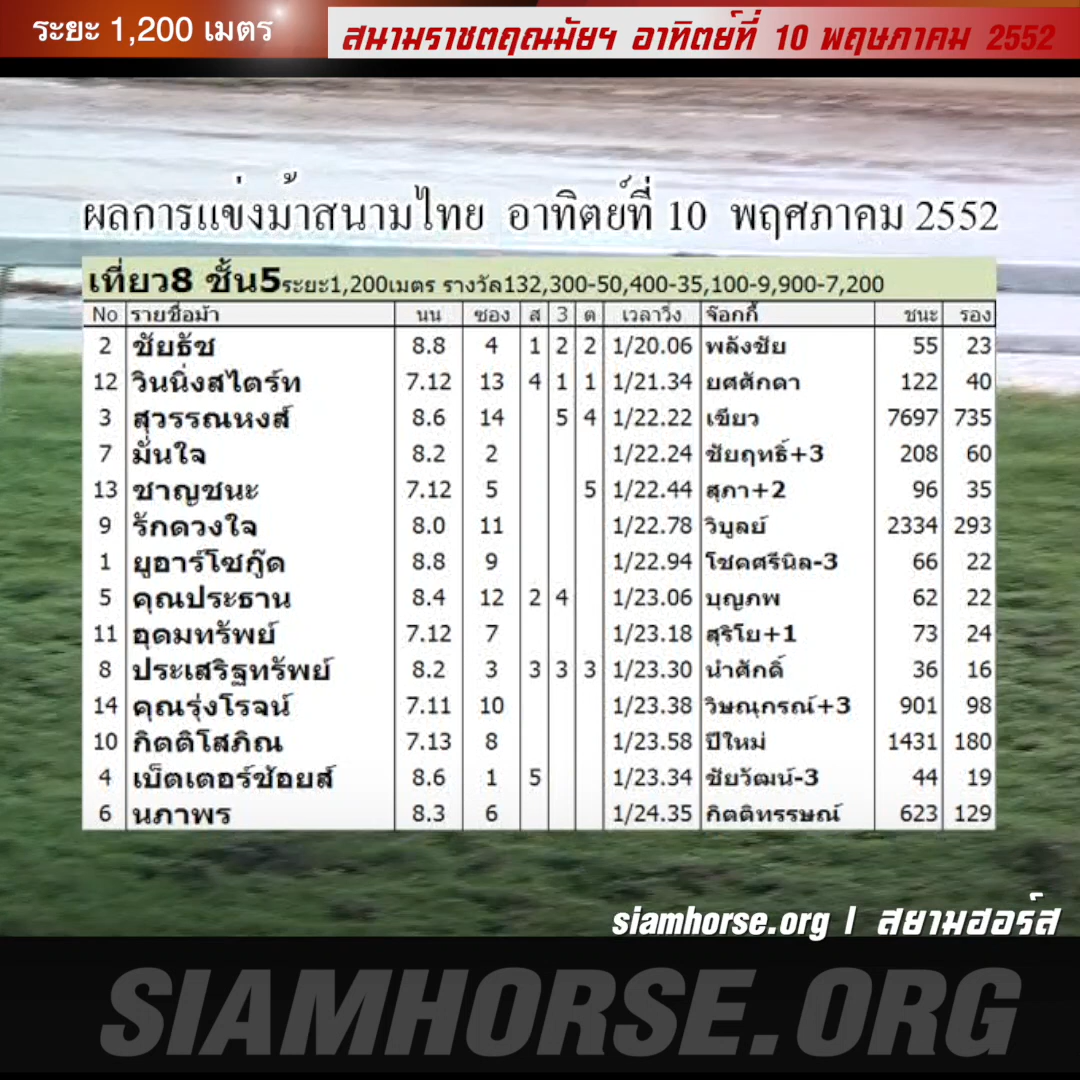 ระยะ 1,200 เมตร
สนามราชตฤณมัยฯ อาทิตย์ที่ 10 พฤษภาคม 2552
ผลการแข่งม้าสนามไทย อาทิตย์ที่ 10 พฤศภาคม 2552
เที่ยว8 ชั้น5ระยะ1,200เมตร รางวัล132,300-50,400-35,100-9,900-7,200
No รายชื่อม้า นน ซอง ส 3 ต เวลาวิ่ง จ๊อกกี้ ชนะ รอง
2 ชัยธัช 8.8 4 1 2 2 1/20.06 พลังชัย 55 23
12 วินนิ่งสไตร์ท 7.12 13 4 1 1 1/21.34 ยศศักดา 122 40
3 สุวรรณหงส์ 8.6 14 5 4 1/22.22 เขียว 7697 735
7 มั่นใจ 8.2 2 1/22.24 ชัยฤทธิ์+3 208 60
13 ชาญชนะ 7.12 5 5 1/22.44 สุภา+2 96 35
9 รักดวงใจ 8.0 11 1/22.78 วิบูลย์ 2334 293
1 ยูอาร์โซกู๊ด 8.8 9 1/22.94 โชคศรีนิล-3 66 22
5 คุณประธาน 8.4 12 2 4 1/23.06 บุญภพ 62 22
11 อุดมทรัพย์ 7.12 7 1/23.18 สุริโย+1 73 24
8 ประเสริฐทรัพย์ 8.2 3 3 3 3 1/23.30 นำศักดิ์ 36 16
14 คุณรุ่งโรจน์ 7.11 10 1/23.38 วิษณุกรณ์+3 901 98
10 กิตติโสภิณ 7.13 8 1/23.58 ปีใหม่ 1431 180
4 เบ็ตเตอร์ช้อยส์ 8.6 1 5 1/23.34 ชัยวัฒน์-3 44 19
6 นภาพร 8.3 6 1/24.35 กิตติทรรษณ์ 623 129
siamhorse.org | สยามฮอร์ส
SIAMHORSE.ORG